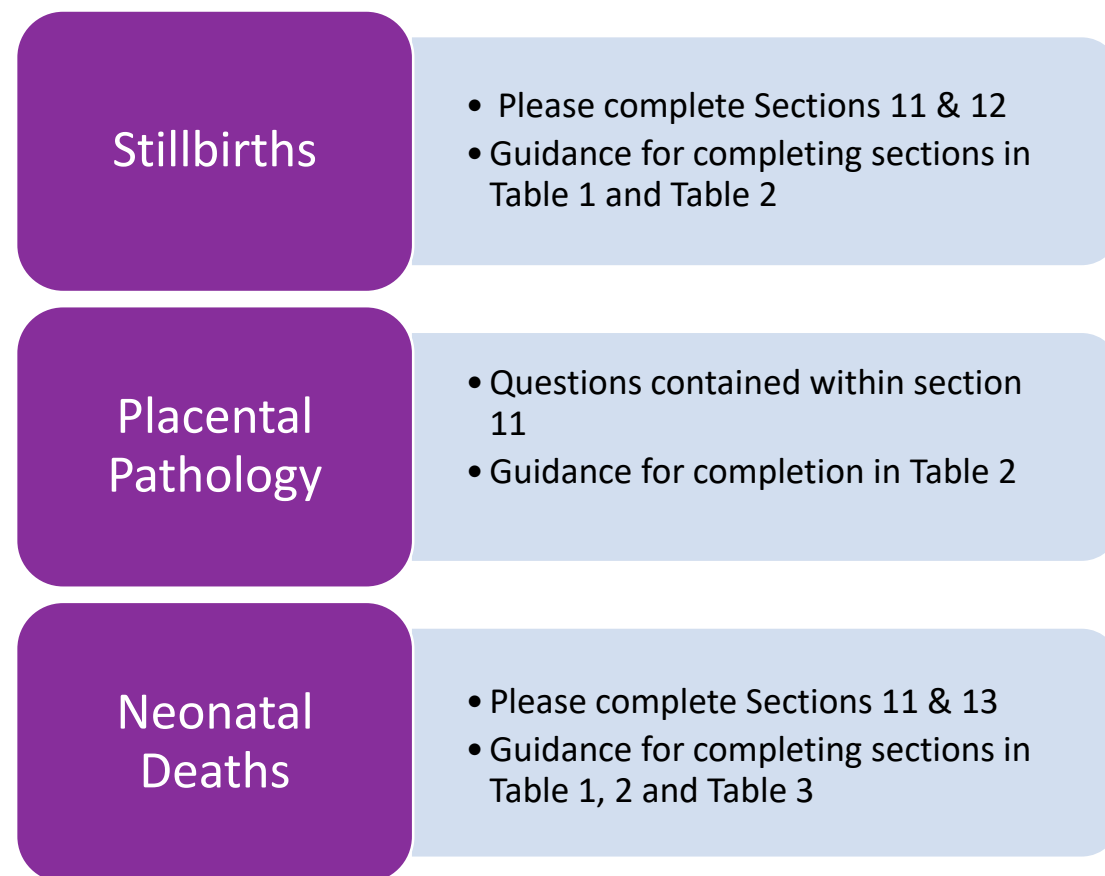 Stillbirths
• Please complete Sections 11 & 12
• Guidance for completing sections in
Table 1 and Table 2
Placental
Pathology
• Questions contained within section
11
• Guidance for completion in Table 2
Neonatal
Deaths
• Please complete Sections 11 & 13
• Guidance for completing sections in
Table 1, 2 and Table 3